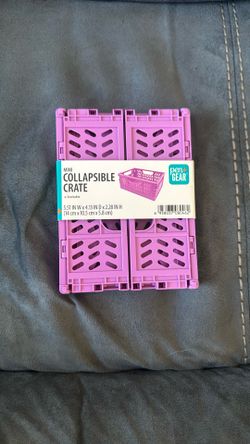 MINI
COLLAPSIBLE
CRATE
pen+
GEAR
5.51 IN W x 4.13 IN D x 2.28 IN H
(14 cm x 10.5 cm x 5.8 cm)